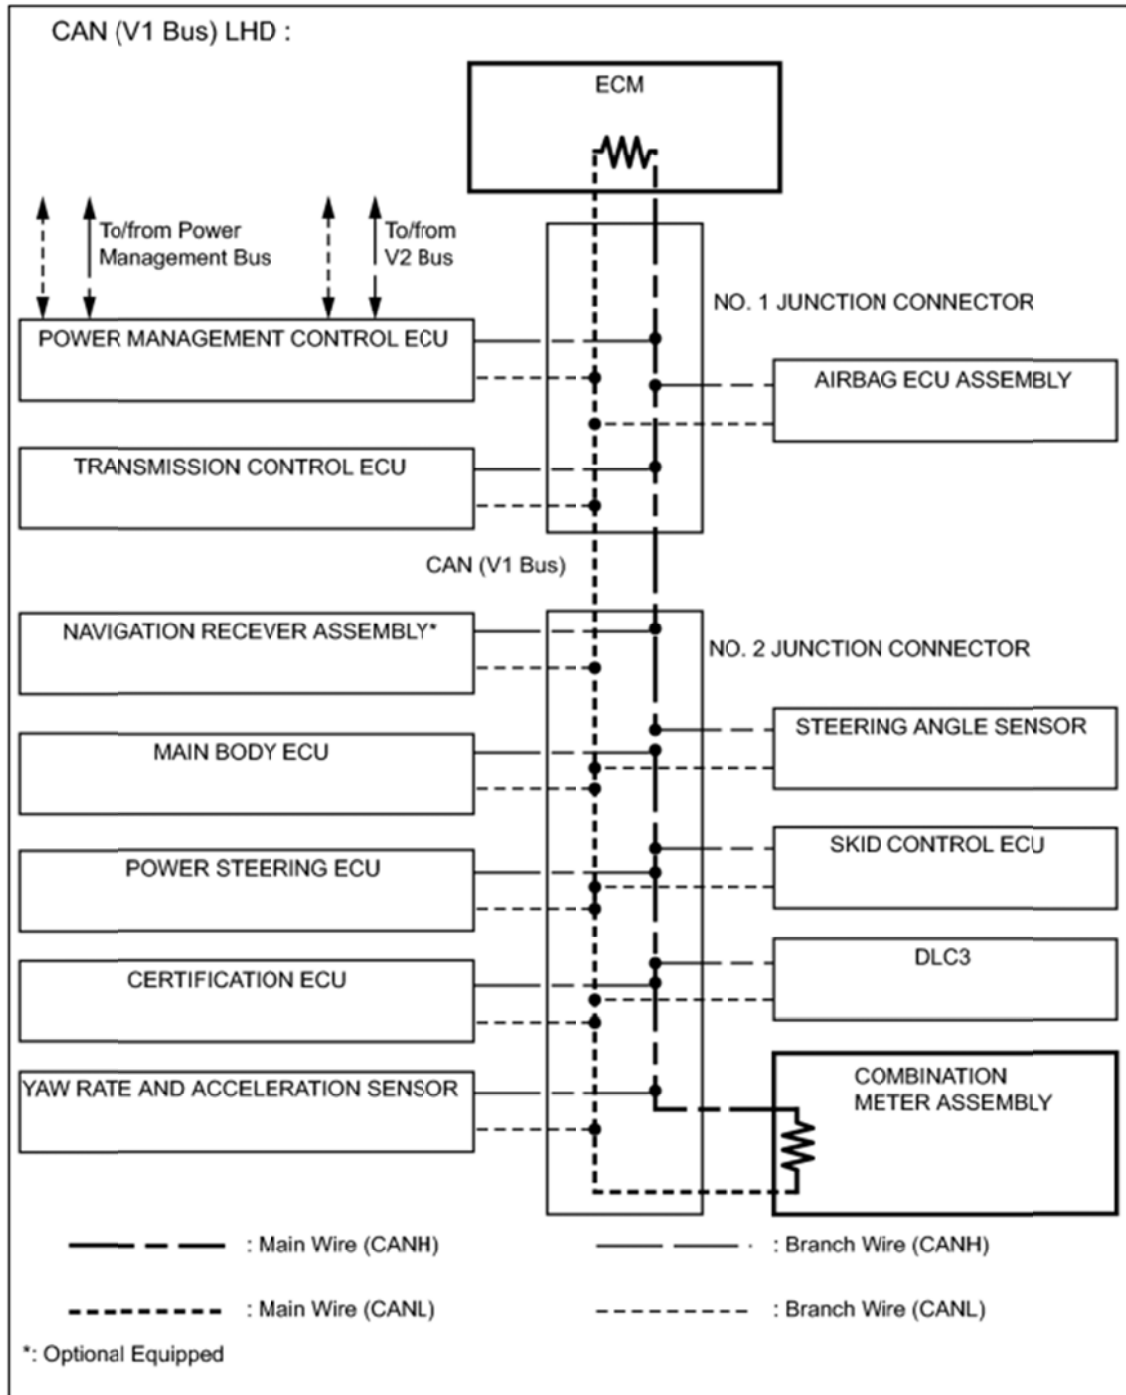 CAN (V1 Bus) LHD :
ECM
To/from Power
Management Bus
To/from
V2 Bus
NO. 1 JUNCTION CONNECTOR
POWER MANAGEMENT CONTROL ECU
AIRBAG ECU ASSEMBLY
TRANSMISSION CONTROL ECU
CAN (V1 Bus)
NAVIGATION RECEVER ASSEMBLY*
NO. 2 JUNCTION CONNECTOR
STEERING ANGLE SENSOR
MAIN BODY ECU
SKID CONTROL ECU
POWER STEERING ECU
DLC3
CERTIFICATION ECU
COMBINATION
METER ASSEMBLY
YAW RATE AND ACCELERATION SENSOR
: Main Wire (CANH)
: Branch Wire (CANH)
: Main Wire (CANL)
: Branch Wire (CANL)
*: Optional Equipped